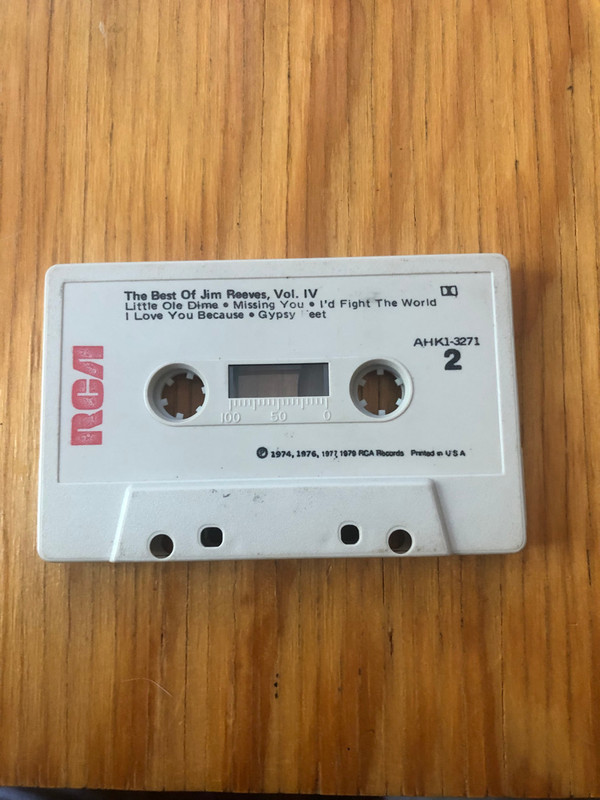 The Best Of Jim Reeves, Vol. IV
Little Ole Dime • Missing You • I'd Fight The World
I Love You Because • Gypsy eet
AHK1-3271
2
RCA
100 50 0
℗ 1974, 1976, 1977, 1979 RCA Records Printed in U S A